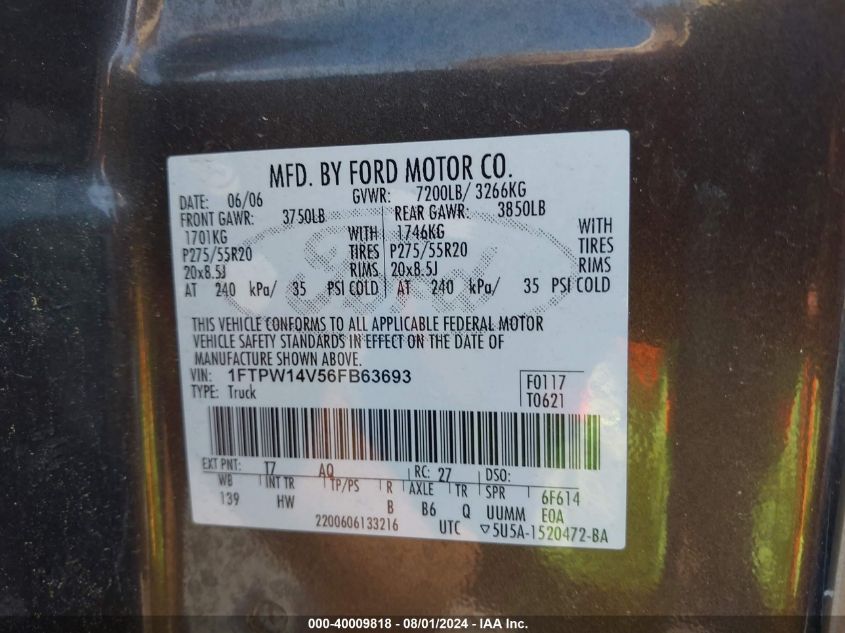 MFD. BY FORD MOTOR CO.
DATE: 06/06 GVWR: 7200LB/ 3266KG
FRONT GAWR: 3750LB REAR GAWR: 3850LB
1701KG WITH 1746KG WITH
P275/55R20 TIRES P275/55R20 TIRES
20x8.5J RIMS 20x8.5J RIMS
AT 240 kPa/ 35 PSI COLD AT 240 kPa/ 35 PSI COLD
Ford
THIS VEHICLE CONFORMS TO ALL APPLICABLE FEDERAL MOTOR
VEHICLE SAFETY STANDARDS IN EFFECT ON THE DATE OF
MANUFACTURE SHOWN ABOVE.
VIN: 1FTPW14V56FB63693 F0117
TYPE: Truck T0621
EXT PNT: T7 AQ RC: 27 DSO:
WB INT TR TP/PS R AXLE TR SPR 6F614
139 HW B B6 Q UUMM E0A
2200606133216 UTC ▽5U5A-1520472-BA
000-40009818 - 08/01/2024 - IAA Inc.